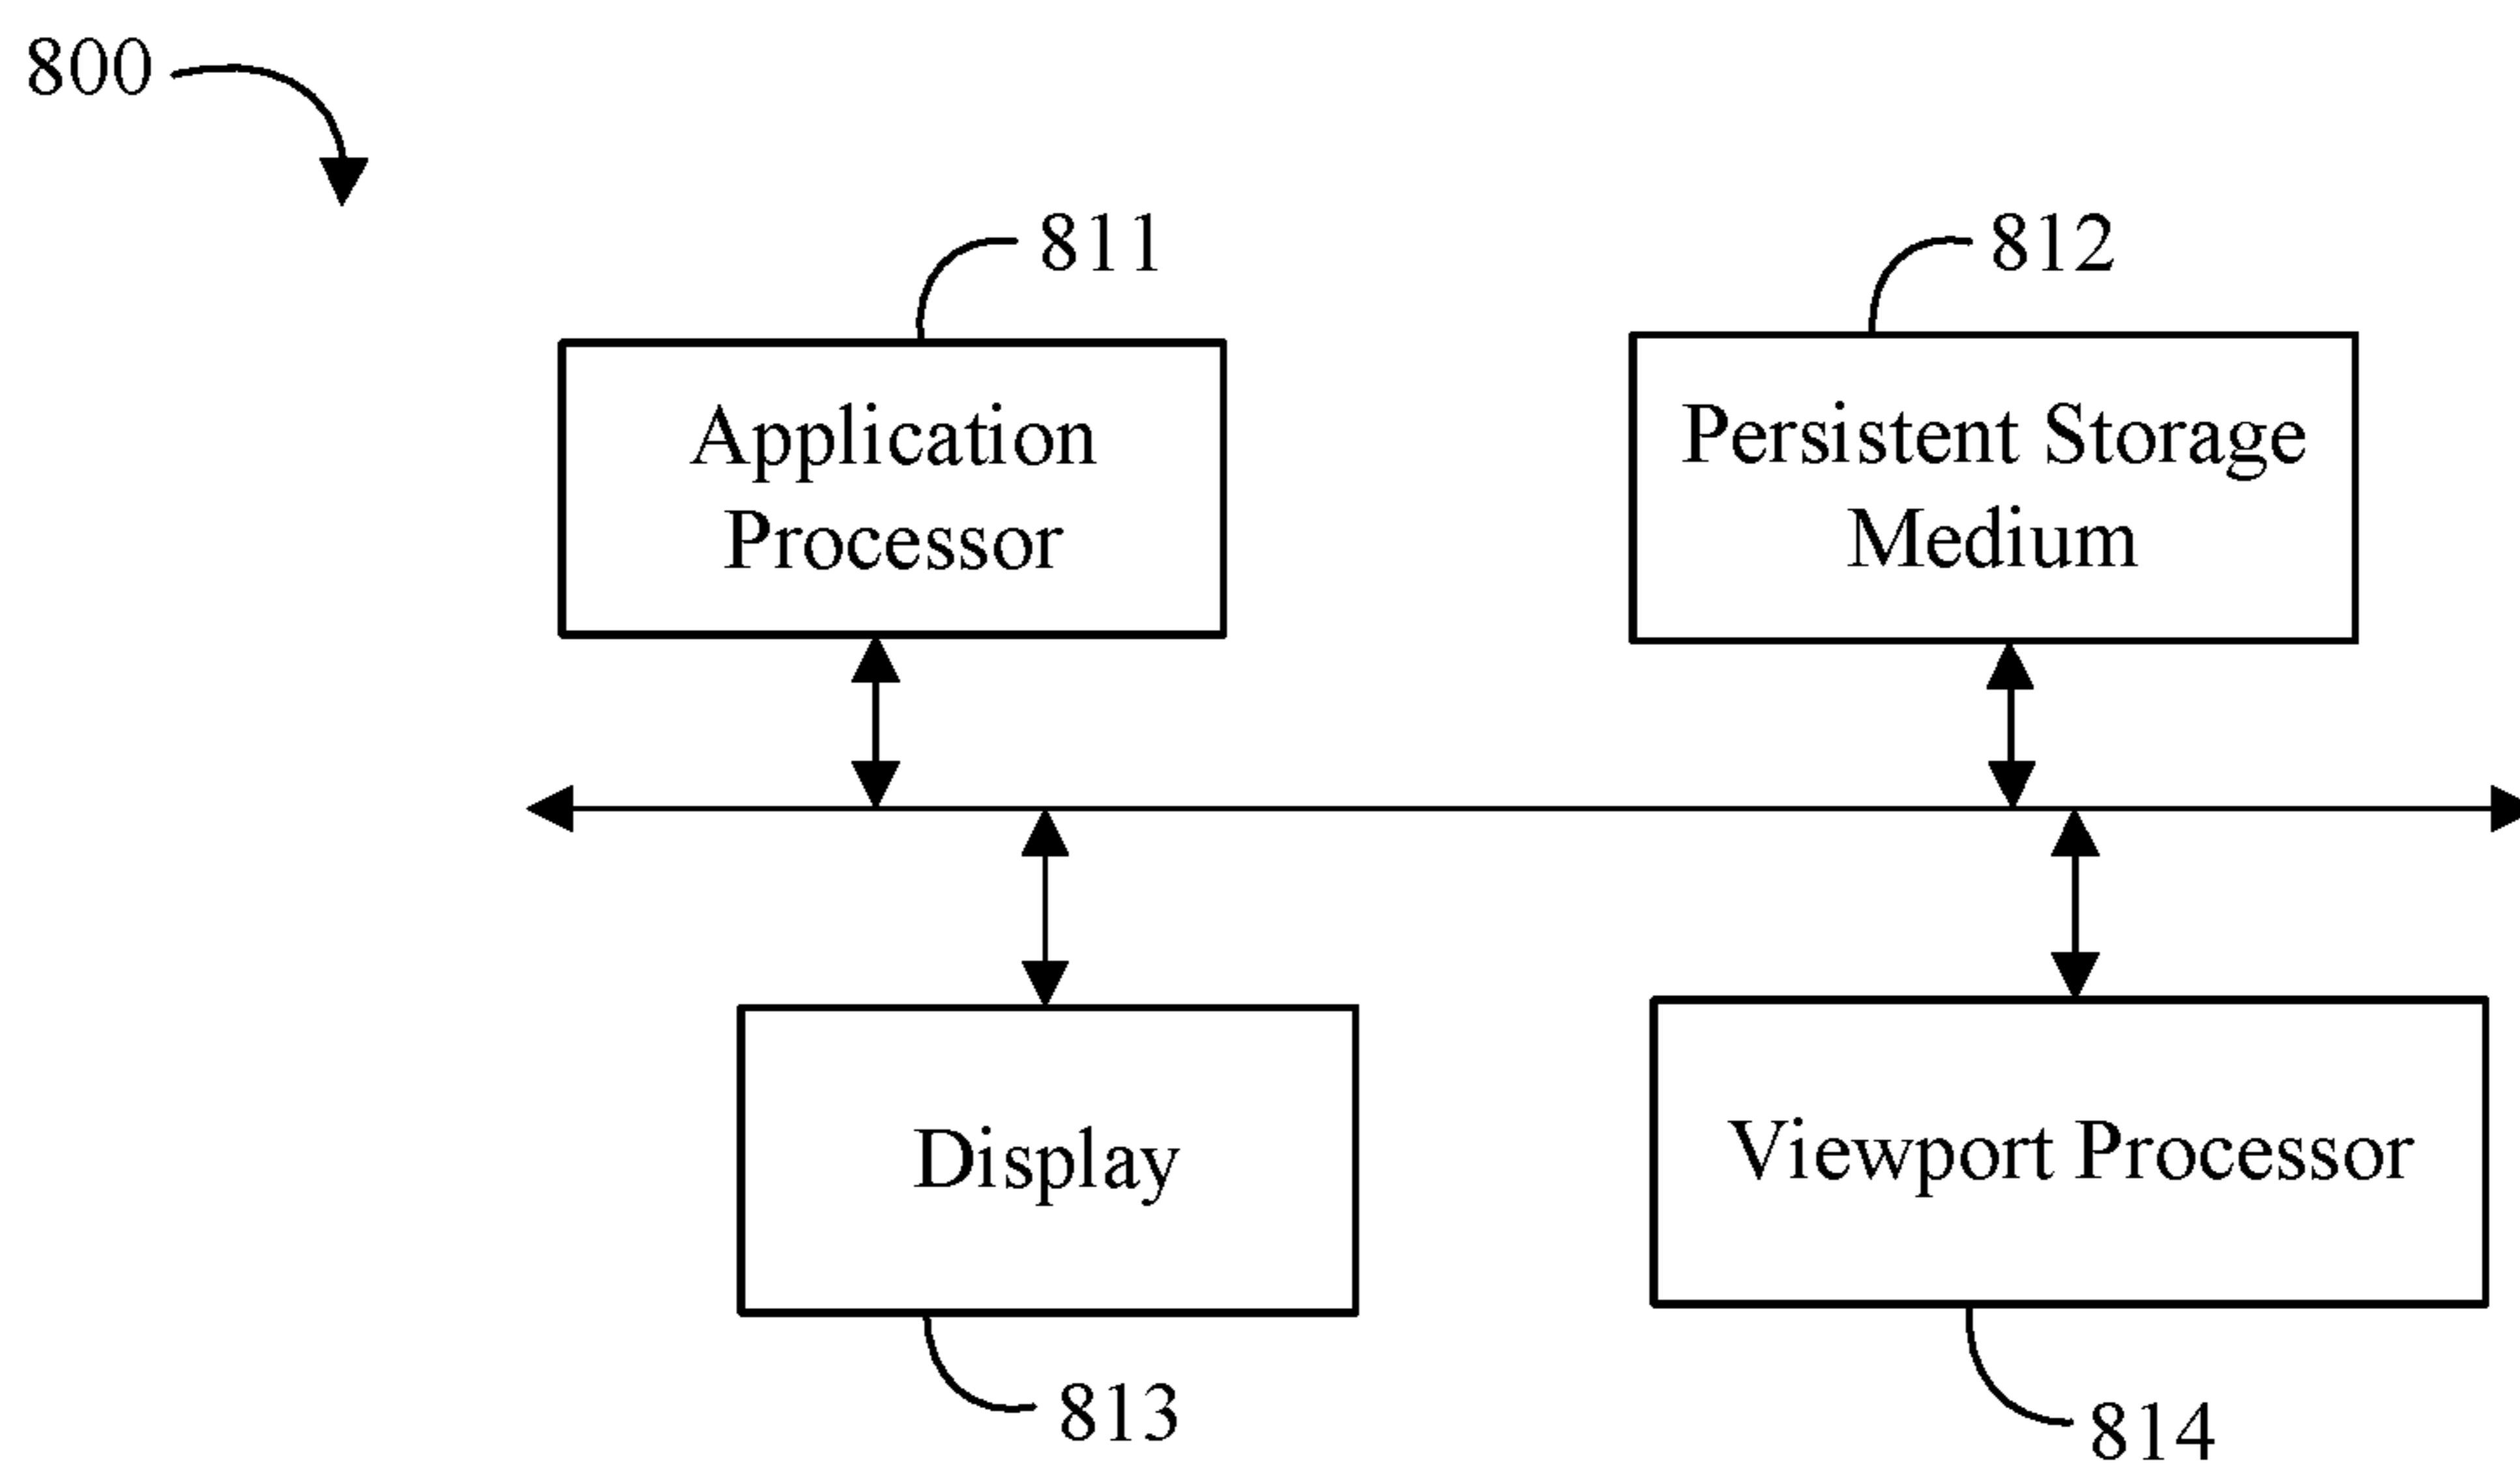 800
811
812
Application
Processor
Persistent Storage
Medium
Display
Viewport Processor
813
814